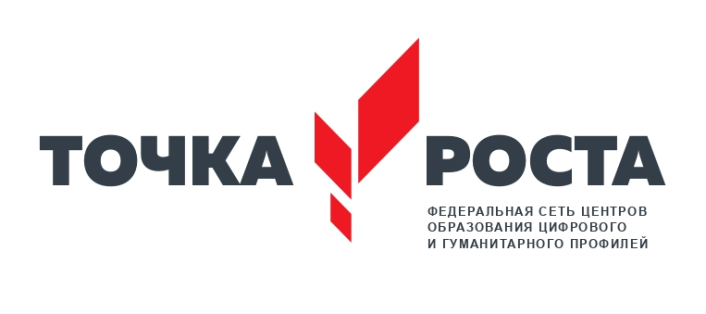 ТОЧКА РОСТА
ФЕДЕРАЛЬНАЯ СЕТЬ ЦЕНТРОВ
ОБРАЗОВАНИЯ ЦИФРОВОГО
И ГУМАНИТАРНОГО ПРОФИЛЕЙ